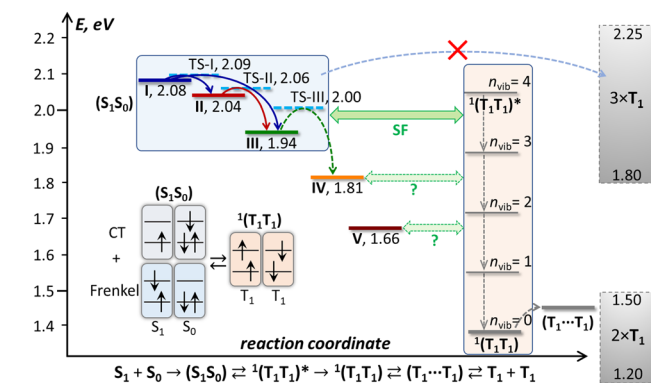 E, eV
2.2
2.1
2.0
1.9
1.8
1.7
1.6
1.5
1.4
(S₁S₀)
TS-I, 2.09
TS-II, 2.06
TS-III, 2.00
I, 2.08
II, 2.04
III, 1.94
IV, 1.81
V, 1.66
SF
?
?
nvib= 4
¹(T₁T₁)*
nvib= 3
nvib= 2
nvib= 1
nvib= 0
¹(T₁T₁)
(T₁···T₁)
2.25
3×T₁
1.80
1.50
2×T₁
1.20
(S₁S₀)
CT
+
Frenkel
S₁
S₀
¹(T₁T₁)
T₁
T₁
reaction coordinate
S₁ + S₀ → (S₁S₀) ⇄ ¹(T₁T₁)* → ¹(T₁T₁) ⇄ (T₁···T₁) ⇄ T₁ + T₁